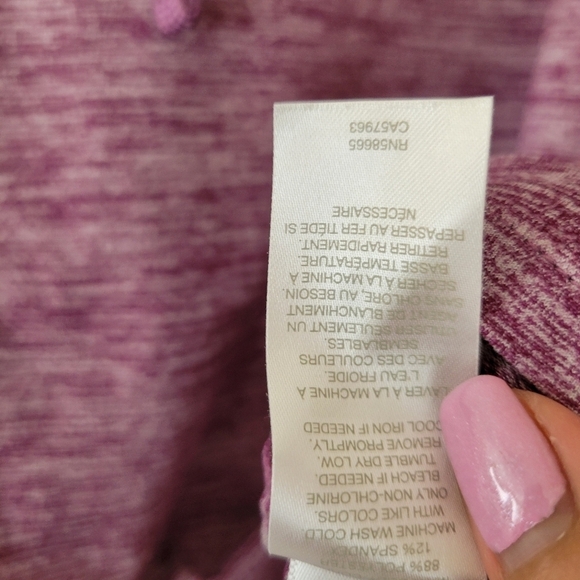 88% POLYESTER
12% SPANDEX
MACHINE WASH COLD.
WITH LIKE COLORS.
ONLY NON-CHLORINE
BLEACH IF NEEDED.
TUMBLE DRY LOW.
REMOVE PROMPTLY.
COOL IRON IF NEEDED
LAVER À LA MACHINE À
L'EAU FROIDE.
AVEC DES COULEURS
SEMBLABLES.
UTILISER SEULEMENT UN
AGENT DE BLANCHIMENT
SANS CHLORE, AU BESOIN.
SÉCHER À LA MACHINE À
BASSE TEMPÉRATURE.
RETIRER RAPIDEMENT.
REPASSER AU FER TIÈDE SI
NÉCESSAIRE
RN58665
CA57963